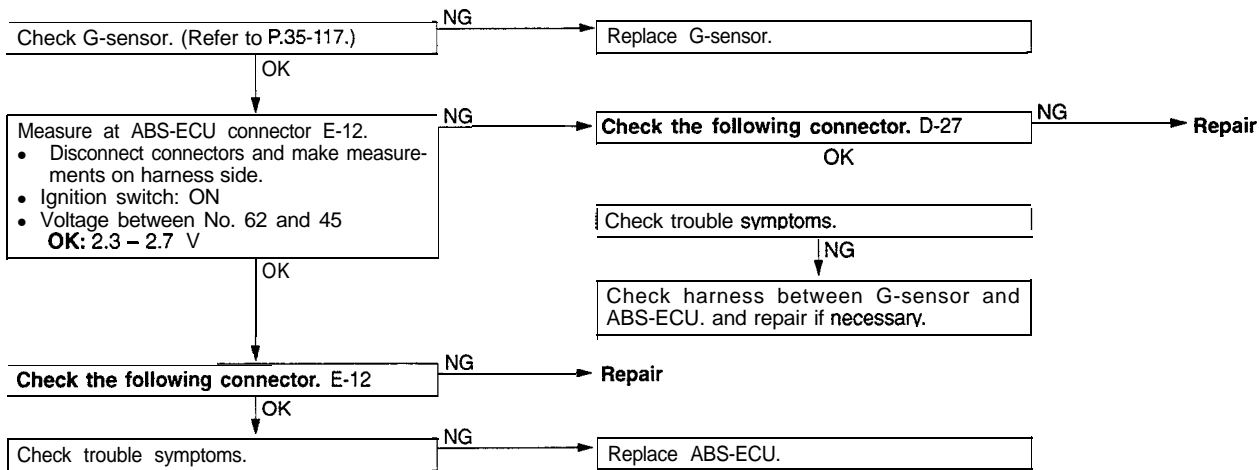 Check G-sensor. (Refer to P.35-117.)
NG
Replace G-sensor.
OK
Measure at ABS-ECU connector E-12.
• Disconnect connectors and make measure-
ments on harness side.
• Ignition switch: ON
• Voltage between No. 62 and 45
OK: 2.3 – 2.7 V
NG
Check the following connector. D-27
NG
Repair
OK
Check trouble symptoms.
NG
Check harness between G-sensor and
ABS-ECU. and repair if necessary.
OK
Check the following connector. E-12
NG
Repair
OK
Check trouble symptoms.
NG
Replace ABS-ECU.